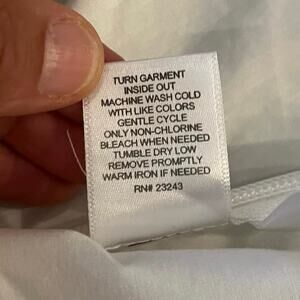 TURN GARMENT
INSIDE OUT
MACHINE WASH COLD
WITH LIKE COLORS
GENTLE CYCLE
ONLY NON-CHLORINE
BLEACH WHEN NEEDED
TUMBLE DRY LOW
REMOVE PROMPTLY
WARM IRON IF NEEDED
RN# 23243